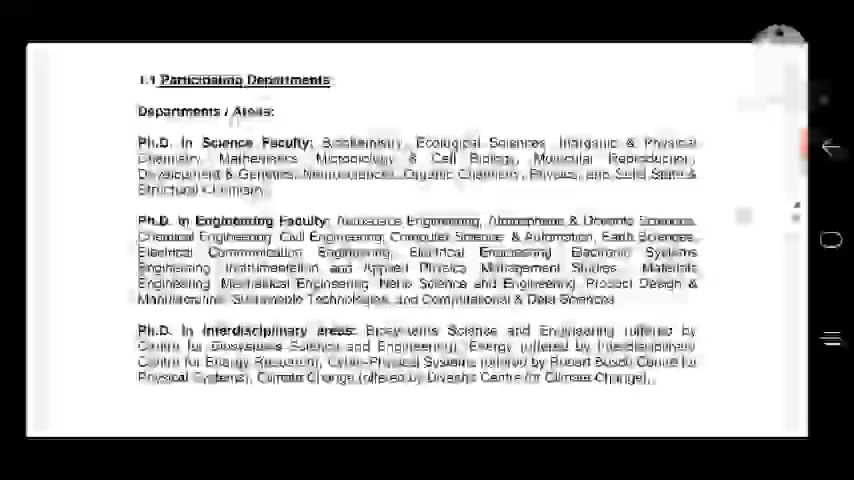 1.1 Participating Departments
Departments / Areas:
Ph.D. in Science Faculty: Biochemistry, Ecological Sciences, Inorganic & Physical
Chemistry, Mathematics, Microbiology & Cell Biology, Molecular Reproduction,
Development & Genetics, Neurosciences, Organic Chemistry, Physics, and Solid State &
Structural Chemistry.
Ph.D. in Engineering Faculty: Aerospace Engineering, Atmospheric & Oceanic Sciences,
Chemical Engineering, Civil Engineering, Computer Science & Automation, Earth Sciences,
Electrical Communication Engineering, Electrical Engineering, Electronic Systems
Engineering, Instrumentation and Applied Physics, Management Studies, Materials
Engineering, Mechanical Engineering, Nano Science and Engineering, Product Design &
Manufacturing, Sustainable Technologies, and Computational & Data Sciences
Ph.D. in Interdisciplinary areas: Biosystems Science and Engineering (offered by
Centre for Biosystems Science and Engineering), Energy (offered by Interdisciplinary
Centre for Energy Research), Cyber-Physical Systems (offered by Robert Bosch Centre for
Physical Systems), Climate Change (offered by Divecha Centre for Climate Change).